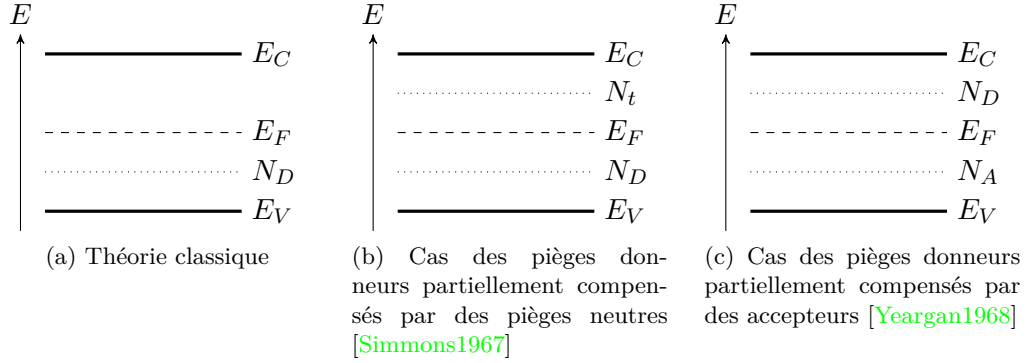 E
E_C
E_F
N_D
E_V
(a) Théorie classique
E
E_C
N_t
E_F
N_D
E_V
(b) Cas des pièges don-
neurs partiellement compen-
sés par des pièges neutres
[Simmons1967]
E
E_C
N_D
E_F
N_A
E_V
(c) Cas des pièges donneurs
partiellement compensés par
des accepteurs [Yeargan1968]